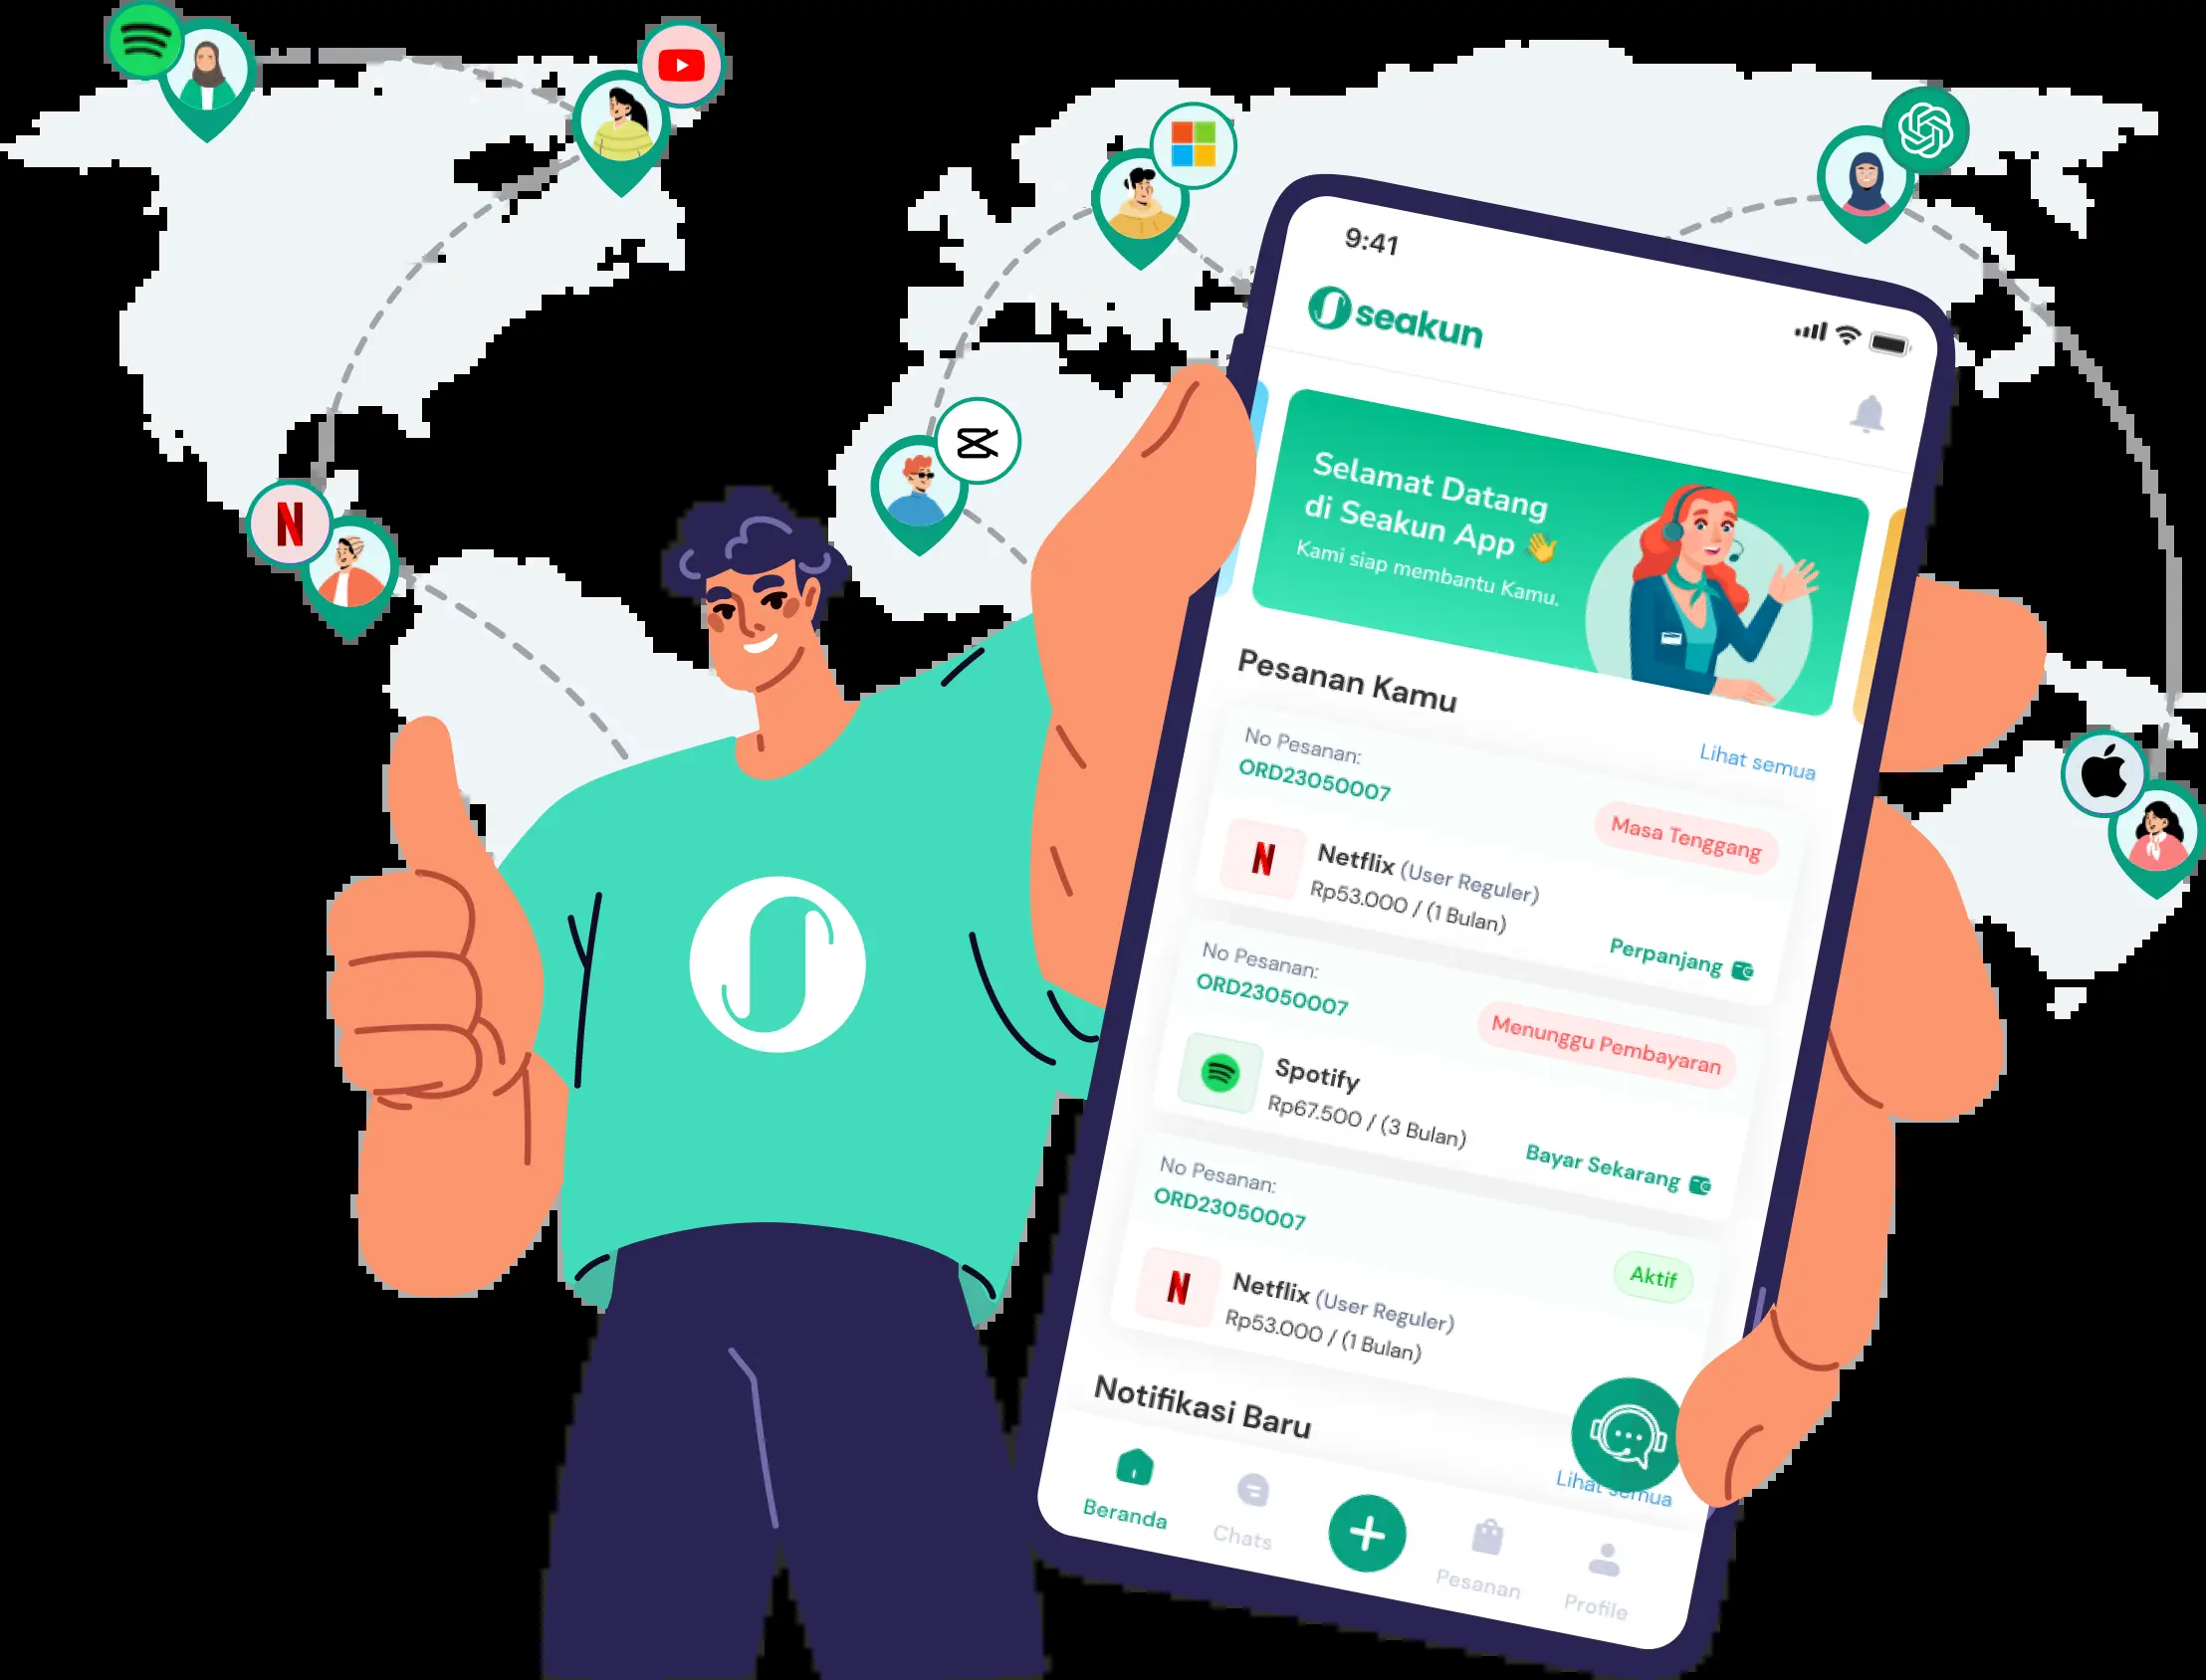 9:41
seakun
Selamat Datang
di Seakun App 👋
Kami siap membantu Kamu.
Pesanan Kamu
Lihat semua
No Pesanan:
ORD23050007
Masa Tenggang
N
Netflix (User Reguler)
Rp53.000 / (1 Bulan)
Perpanjang
No Pesanan:
ORD23050007
Menunggu Pembayaran
Spotify
Rp67.500 / (3 Bulan)
Bayar Sekarang
No Pesanan:
ORD23050007
Aktif
N
Netflix (User Reguler)
Rp53.000 / (1 Bulan)
Notifikasi Baru
Lihat semua
Beranda
Chats
Pesanan
Profile
N